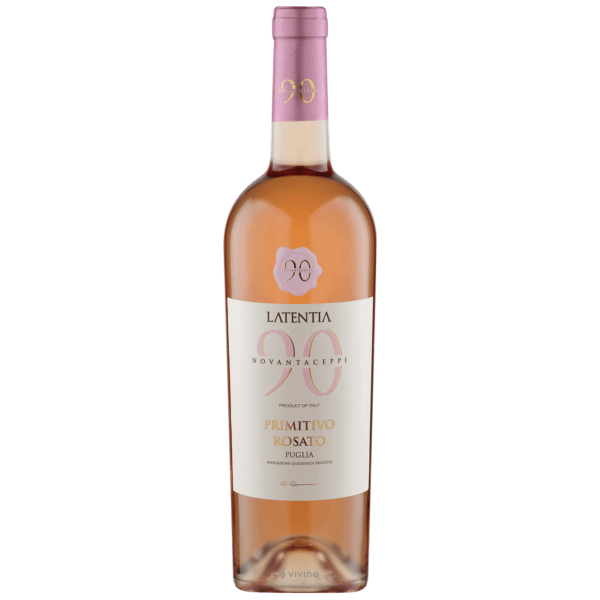 90
90
LATENTIA
90
NOVANTACEPPI
PRODUCT OF ITALY
PRIMITIVO
ROSATO
PUGLIA
INDICAZIONE GEOGRAFICA PROTETTA
VIVINO